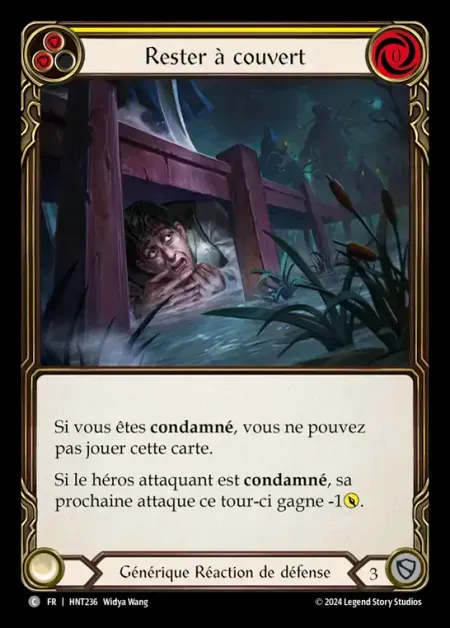 Rester à couvert
0
Si vous êtes condamné, vous ne pouvez
pas jouer cette carte.
Si le héros attaquant est condamné, sa
prochaine attaque ce tour-ci gagne -1.
Générique Réaction de défense
3
C FR | HNT236 Widya Wang
© 2024 Legend Story Studios